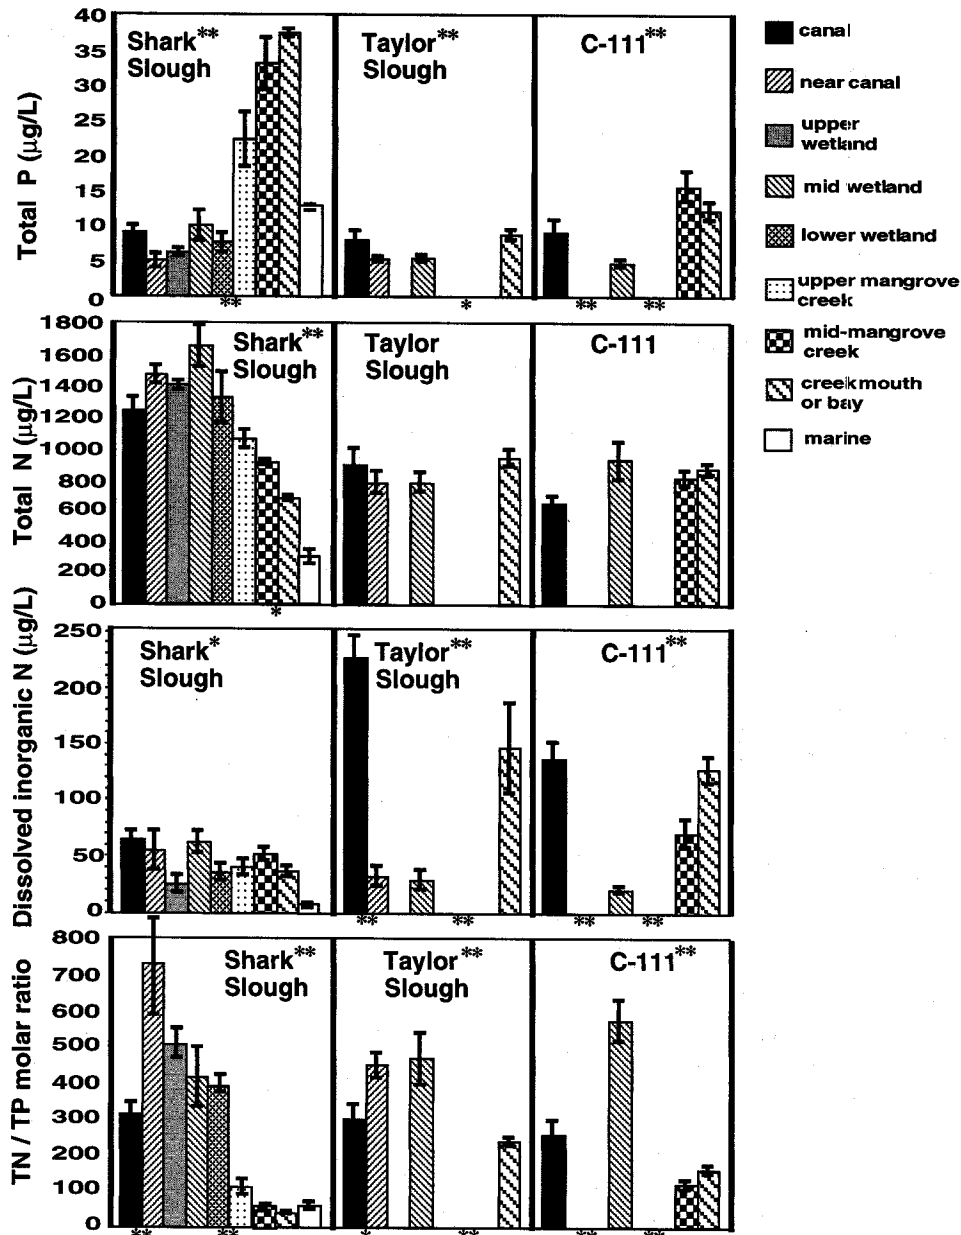 Total P (µg/L)
40
35
30
25
20
15
10
5
0
Shark**
Slough
Taylor**
Slough
C-111**
** * ** **
canal
near canal
upper
wetland
mid wetland
lower wetland
upper mangrove
creek
mid-mangrove
creek
creekmouth
or bay
marine
Total N (µg/L)
1800
1600
1400
1200
1000
800
600
400
200
0
Shark**
Slough
Taylor
Slough
C-111
*
Dissolved inorganic N (µg/L)
250
200
150
100
50
0
Shark*
Slough
Taylor**
Slough
C-111**
** ** ** **
TN / TP molar ratio
800
700
600
500
400
300
200
100
0
Shark**
Slough
Taylor**
Slough
C-111**
** ** * ** ** **